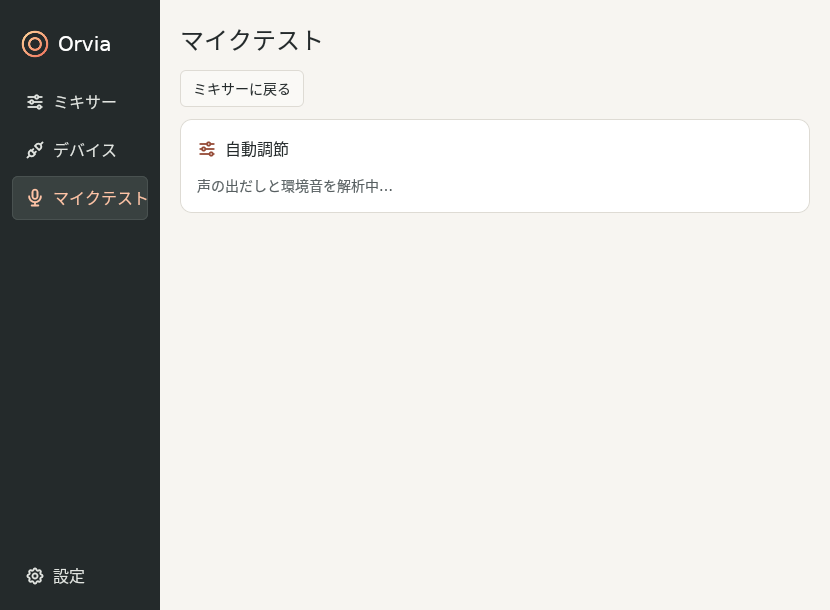 Orvia
ミキサー
デバイス
マイクテスト
設定
マイクテスト
ミキサーに戻る
自動調節
声の出だしと環境音を解析中…